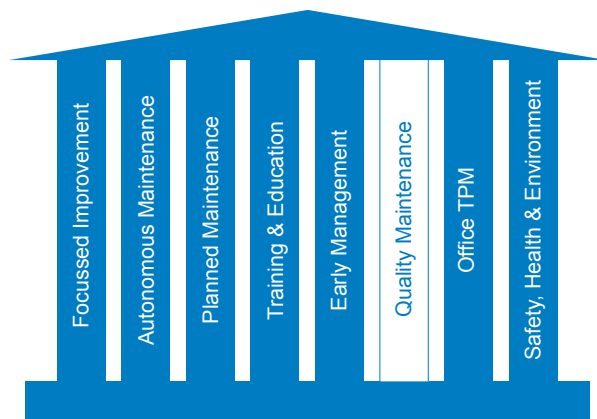 Focussed Improvement
Autonomous Maintenance
Planned Maintenance
Training & Education
Early Management
Quality Maintenance
Office TPM
Safety, Health & Environment